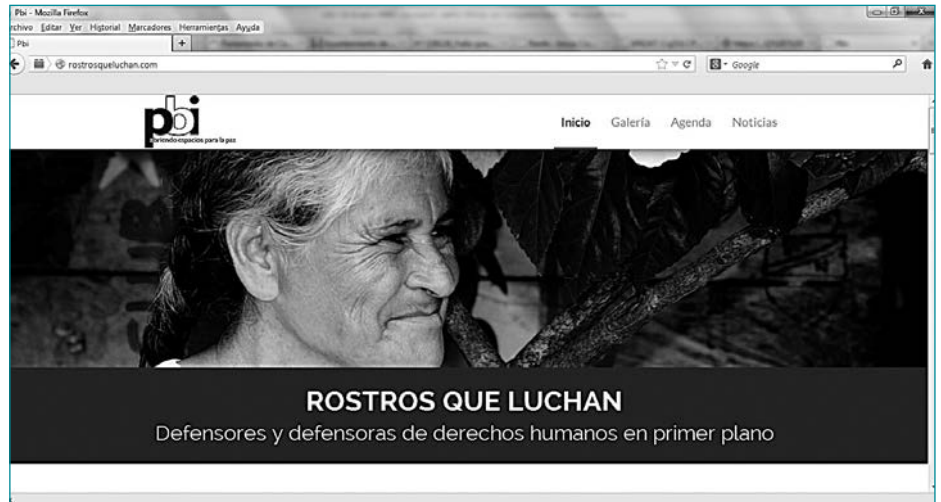 Pbi - Mozilla Firefox
rchivo Editar Ver Historial Marcadores Herramientas Ayuda
Pbi
+
rostrosqueluchan.com
Google
pbi
abriendo espacios para la paz
Inicio Galería Agenda Noticias
ROSTROS QUE LUCHAN
Defensores y defensoras de derechos humanos en primer plano